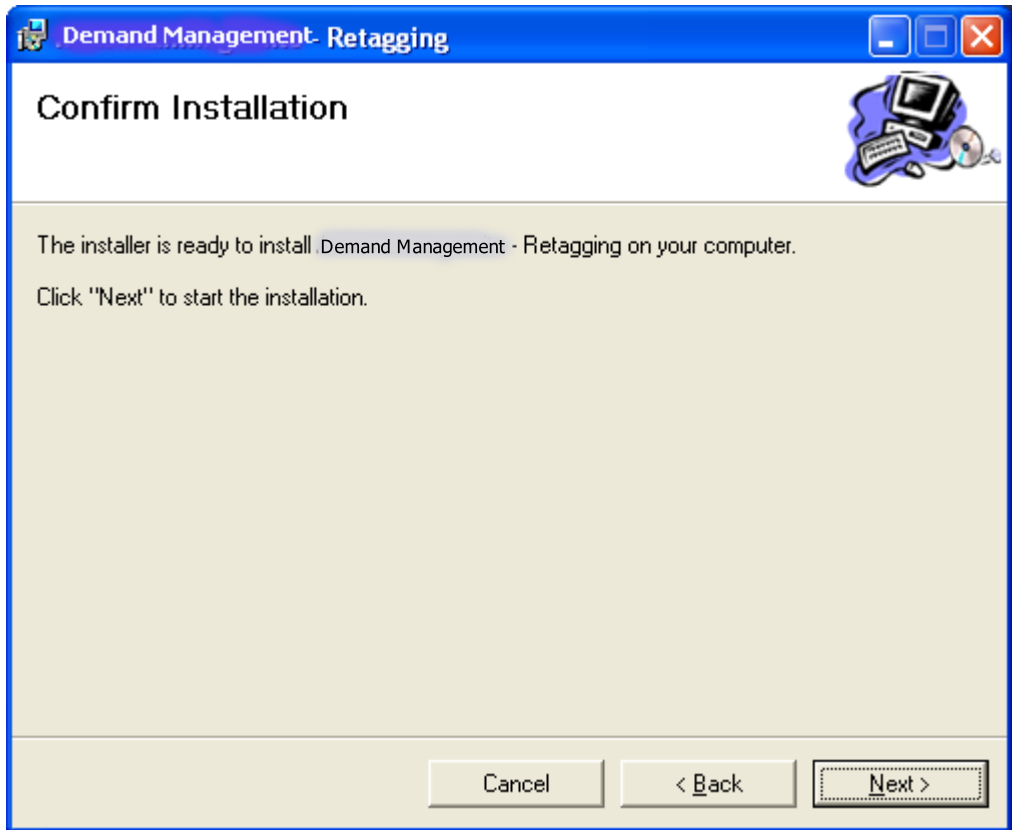 Demand Management- Retagging
Confirm Installation
The installer is ready to install Demand Management - Retagging on your computer.
Click "Next" to start the installation.
Cancel
< Back
Next >